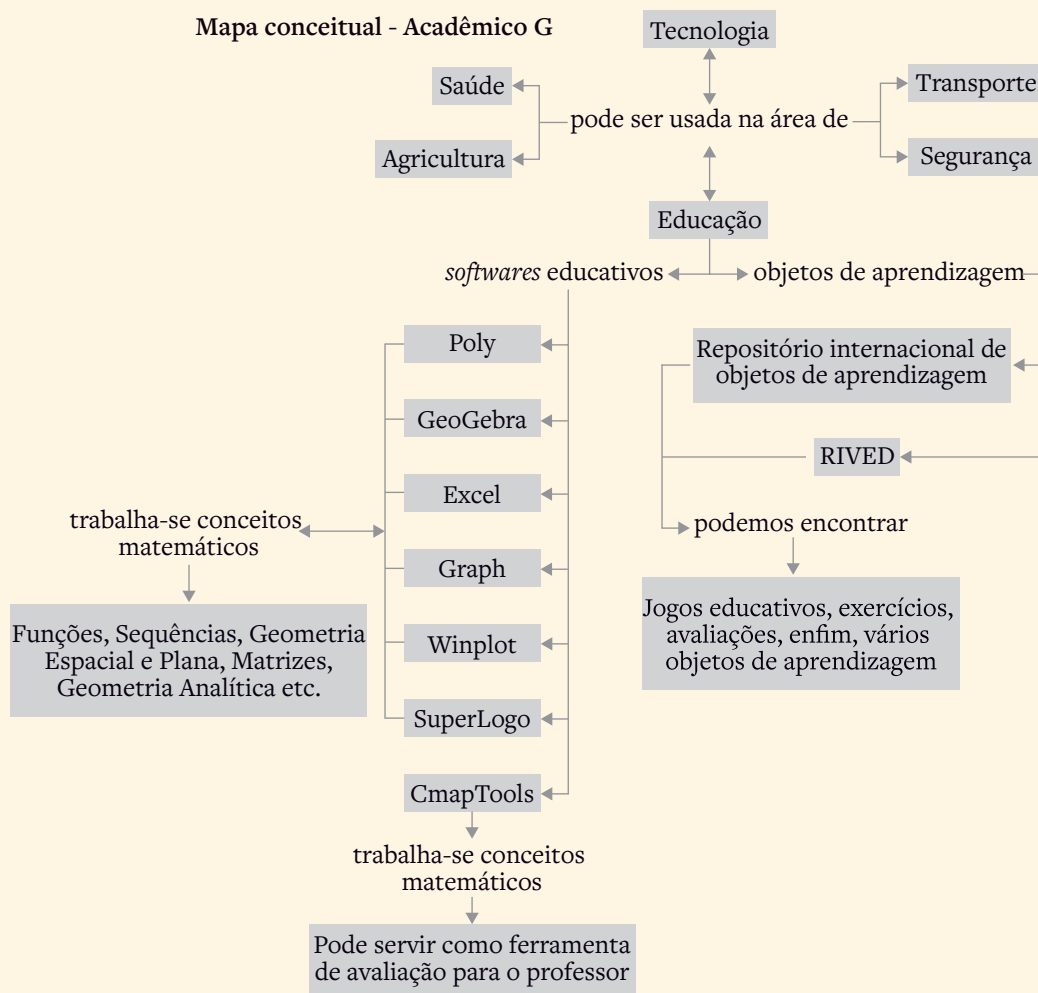 Mapa conceitual - Acadêmico G
Tecnologia
Saúde
Transporte
pode ser usada na área de
Agricultura
Segurança
Educação
softwares educativos
objetos de aprendizagem
Poly
GeoGebra
Excel
Graph
Winplot
SuperLogo
CmapTools
trabalha-se conceitos
matemáticos
Funções, Sequências, Geometria
Espacial e Plana, Matrizes,
Geometria Analítica etc.
trabalha-se conceitos
matemáticos
Pode servir como ferramenta
de avaliação para o professor
Repositório internacional de
objetos de aprendizagem
RIVED
podemos encontrar
Jogos educativos, exercícios,
avaliações, enfim, vários
objetos de aprendizagem